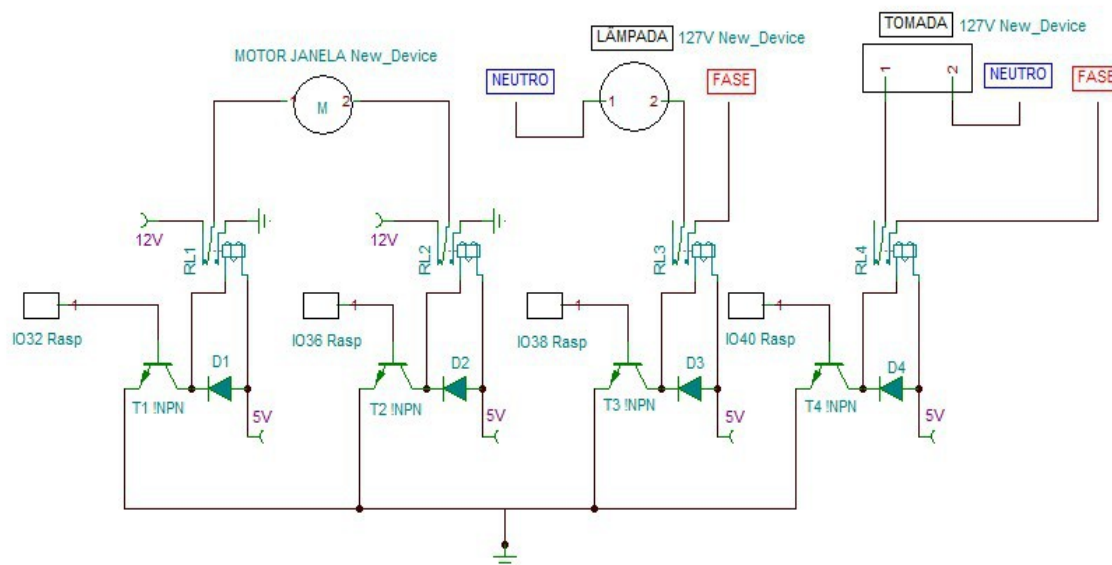 LÂMPADA 127V New_Device
TOMADA 127V New_Device
MOTOR JANELA New_Device
NEUTRO
FASE
NEUTRO
FASE
1 M 2
1 2
1 2
12V
RL1
12V
RL2
RL3
RL4
1
IO32 Rasp
1
IO36 Rasp
1
IO38 Rasp
1
IO40 Rasp
D1
D2
D3
D4
T1 !NPN
T2 !NPN
T3 !NPN
T4 !NPN
5V
5V
5V
5V